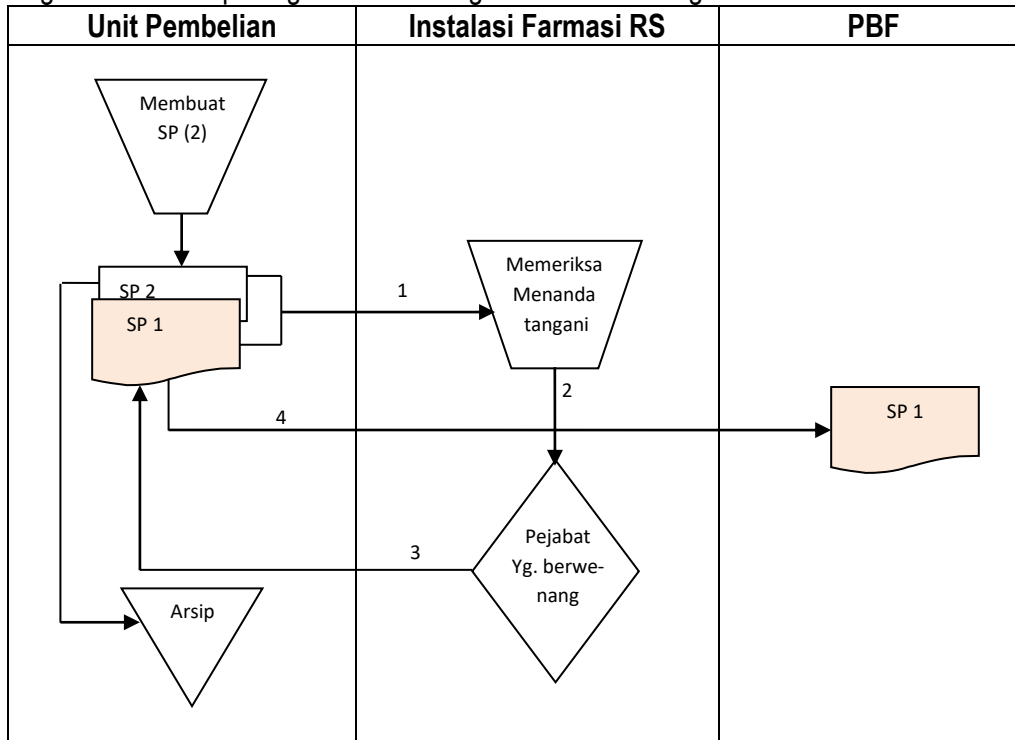 Unit Pembelian
Instalasi Farmasi RS
PBF
Membuat
SP (2)
SP 2
SP 1
1
Memeriksa
Menanda
tangani
2
4
SP 1
3
Pejabat
Yg. berwe-
nang
Arsip